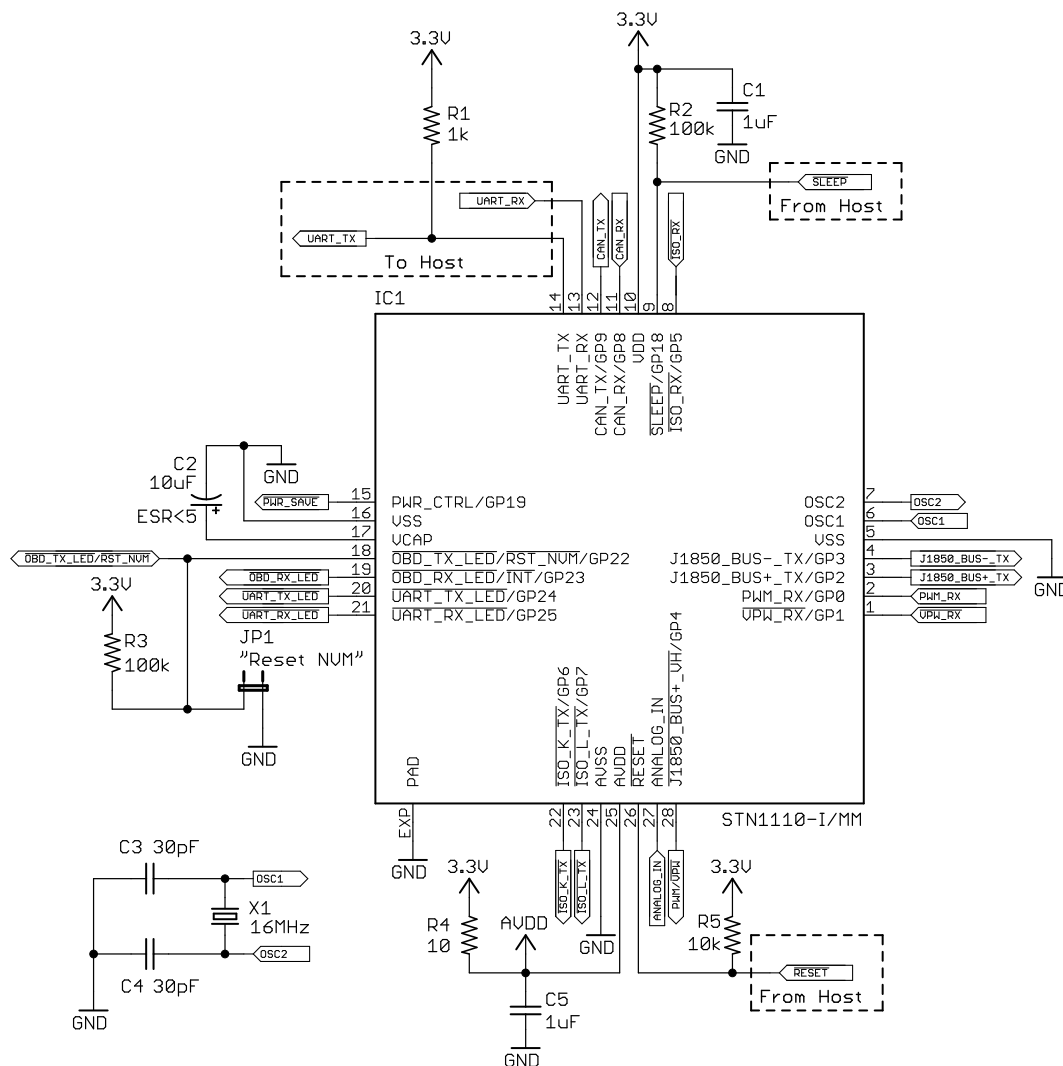 3.3V
3.3V
R1
1k
R2
100k
C1
1uF
GND
SLEEP
From Host
UART_RX
UART_TX
To Host
CAN_TX
CAN_RX
ISO_RX
IC1
14
13
12
11
10
9
8
UART_TX
UART_RX
CAN_TX/GP9
CAN_RX/GP8
VDD
SLEEP/GP18
ISO_RX/GP5
C2
10uF
ESR<5
+
GND
PWR_SAVE
15
PWR_CTRL/GP19
16
VSS
17
VCAP
OBD_TX_LED/RST_NVM
18
OBD_TX_LED/RST_NVM/GP22
OBD_RX_LED
19
OBD_RX_LED/INT/GP23
UART_TX_LED
20
UART_TX_LED/GP24
UART_RX_LED
21
UART_RX_LED/GP25
OSC2
7
OSC2
OSC1
6
OSC1
VSS
5
J1850_BUS-_TX/GP3
4
J1850_BUS-_TX
J1850_BUS+_TX/GP2
3
J1850_BUS+_TX
PWM_RX/GP0
2
PWM_RX
VPW_RX/GP1
1
VPW_RX
GND
3.3V
R3
100k
JP1
"Reset NVM"
GND
PAD
EXP
GND
ISO_K_TX/GP6
ISO_L_TX/GP7
AVSS
AVDD
RESET
ANALOG_IN
J1850_BUS+_VH/GP4
22
23
24
25
26
27
28
STN1110-I/MM
ISO_K_TX
ISO_L_TX
ANALOG_IN
PWM/VPW
GND
C3 30pF
OSC1
X1
16MHz
OSC2
C4 30pF
GND
3.3V
R4
10
AVDD
C5
1uF
GND
3.3V
R5
10k
RESET
From Host